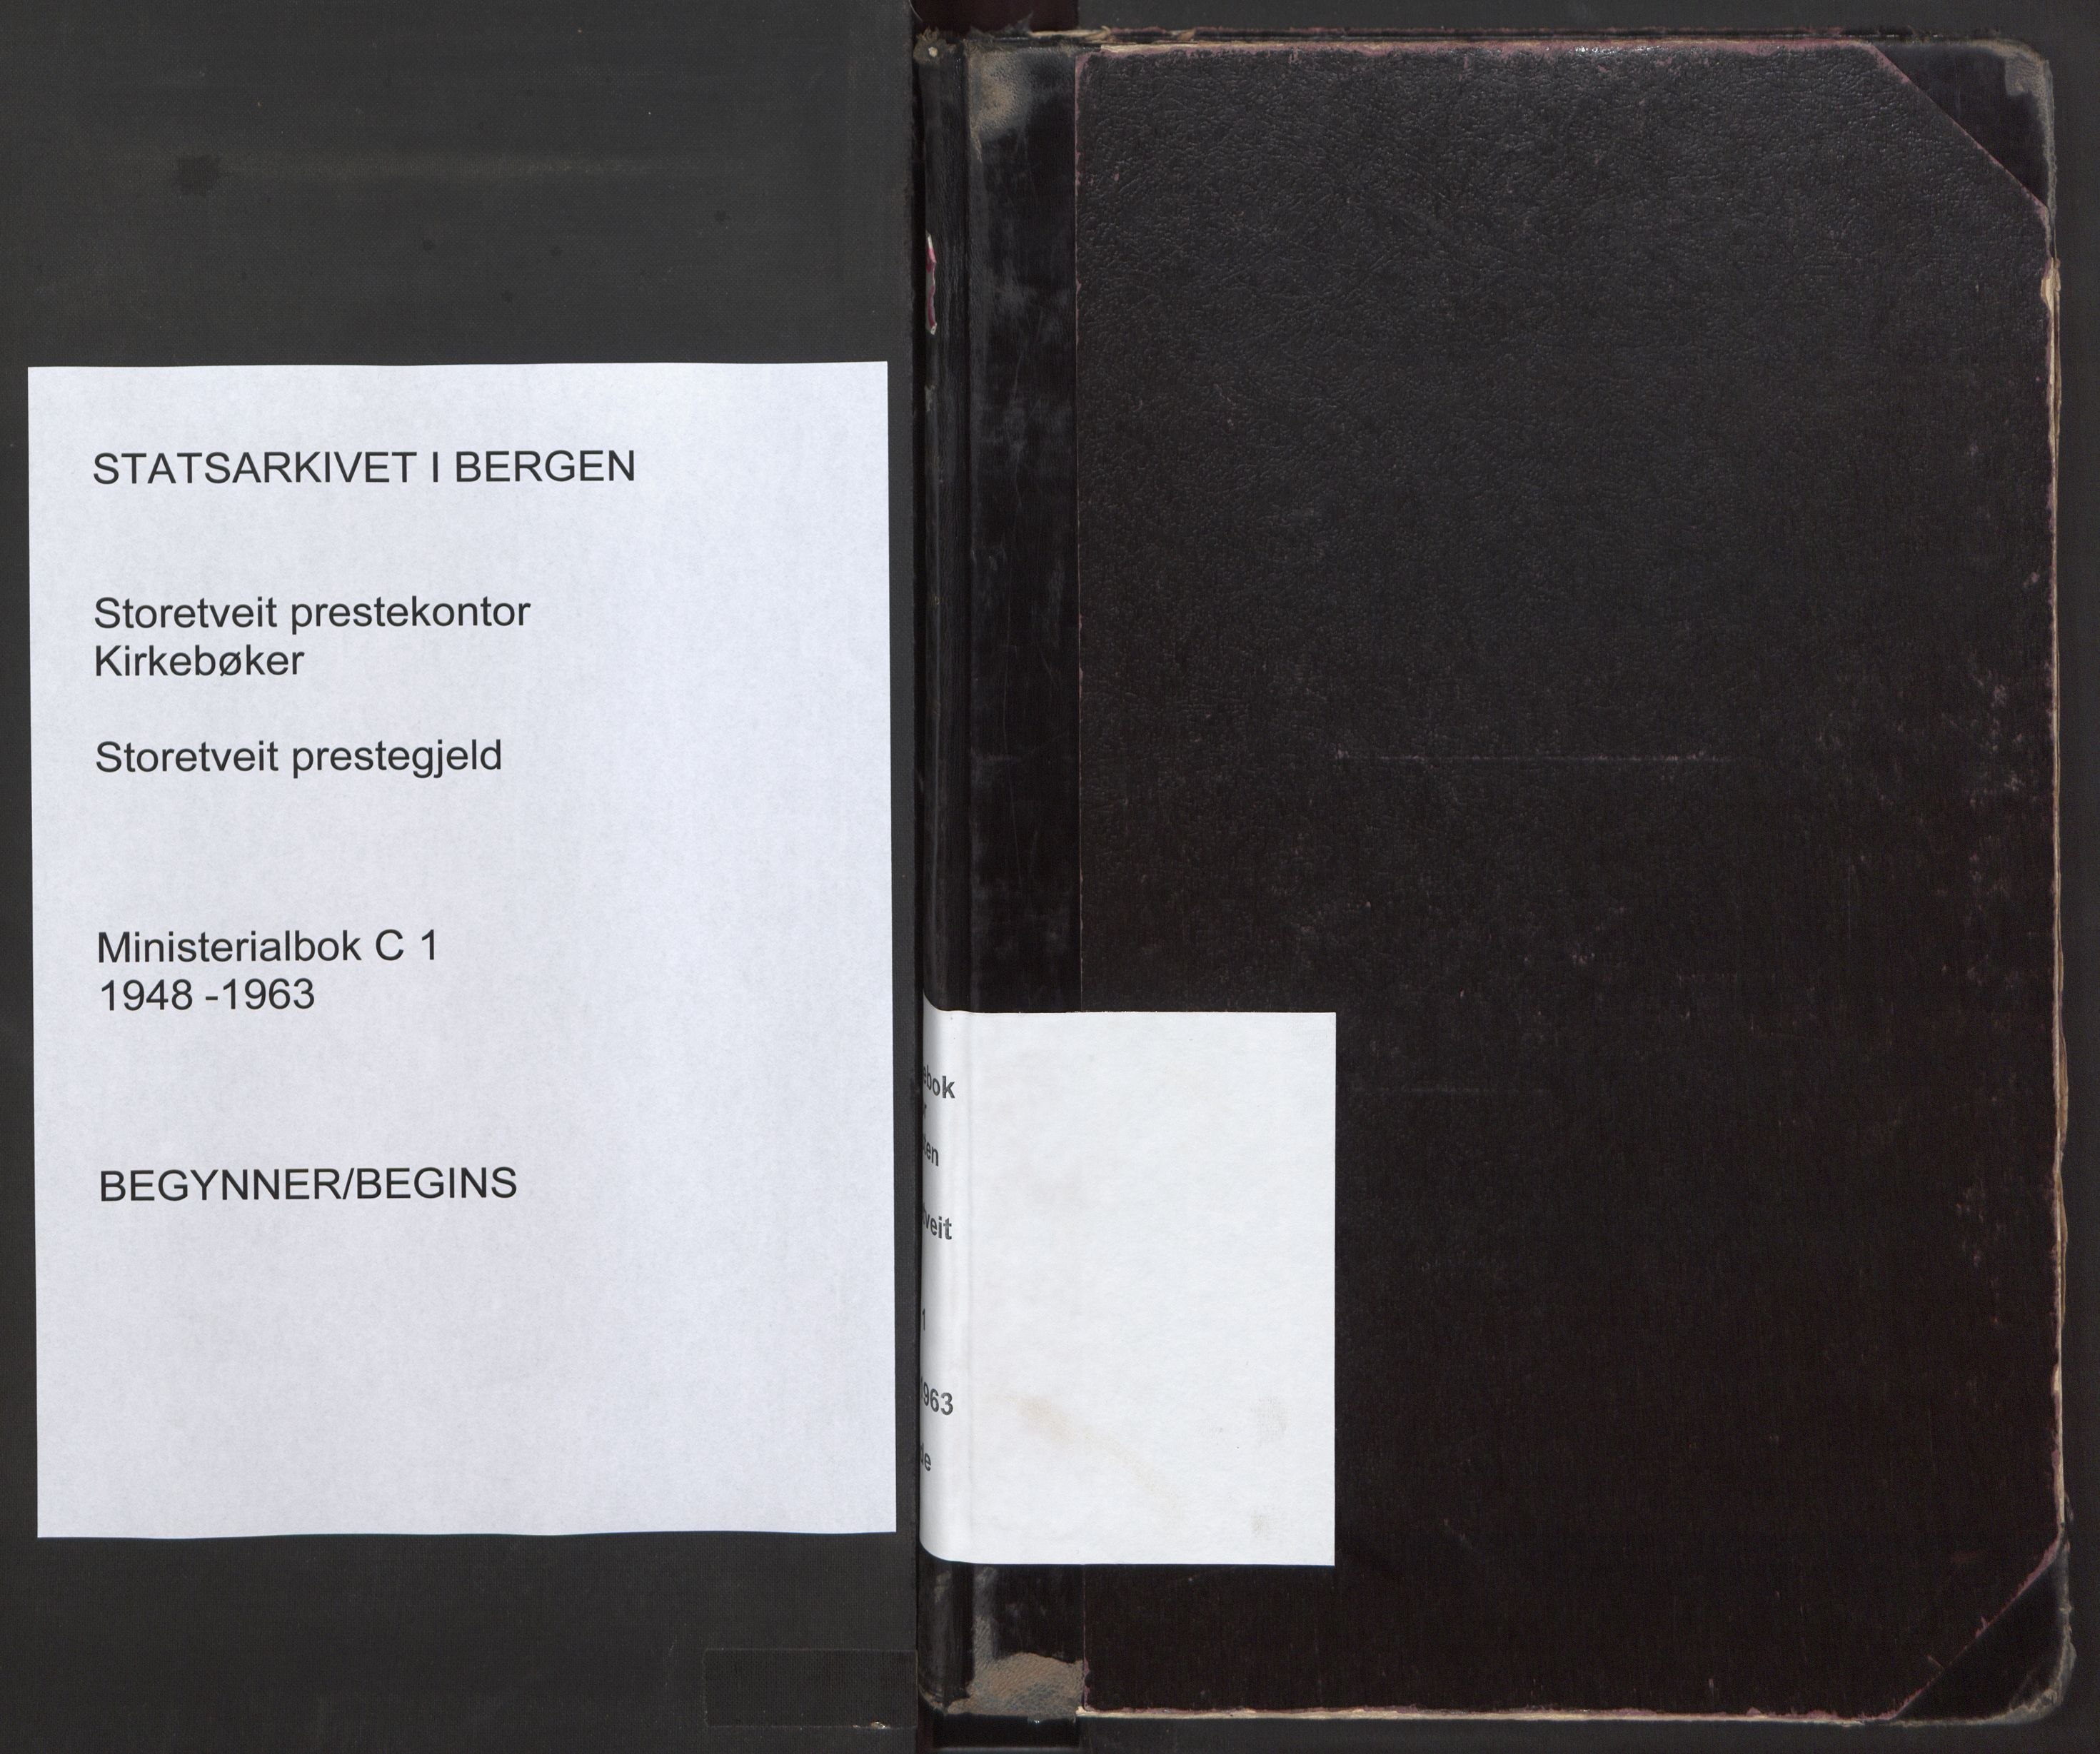 STATSARKIVET I BERGEN
Storetveit prestekontor
Kirkebøker
Storetveit prestegjeld
Ministerialbok C 1
1948 -1963
BEGYNNER/BEGINS